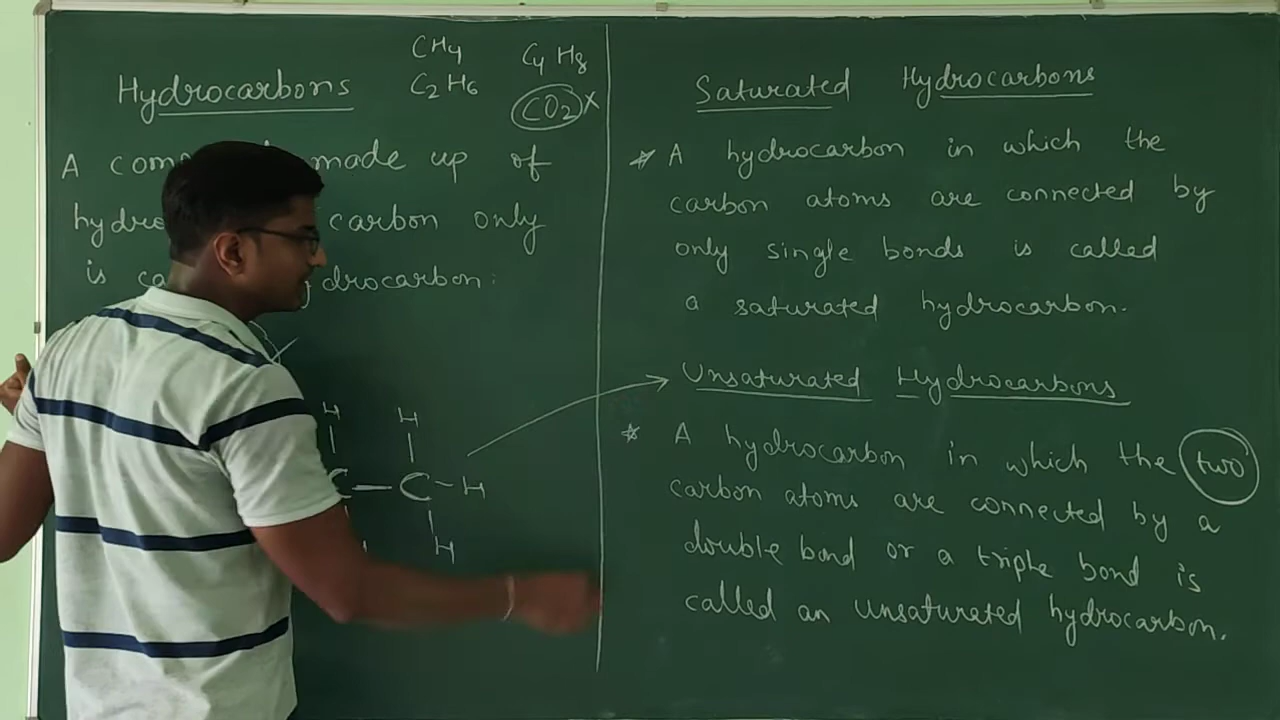 Hydrocarbons
CH4 C4H8
C2H6 CO2 x
A com made up of
hydro carbon only
is ca drocarbon.
H H
C — C – H
H
Saturated Hydrocarbons
* A hydrocarbon in which the
carbon atoms are connected by
only single bonds is called
a saturated hydrocarbon.
Unsaturated Hydrocarbons
* A hydrocarbon in which the two
carbon atoms are connected by a
double bond or a triple bond is
called an unsaturated hydrocarbon.